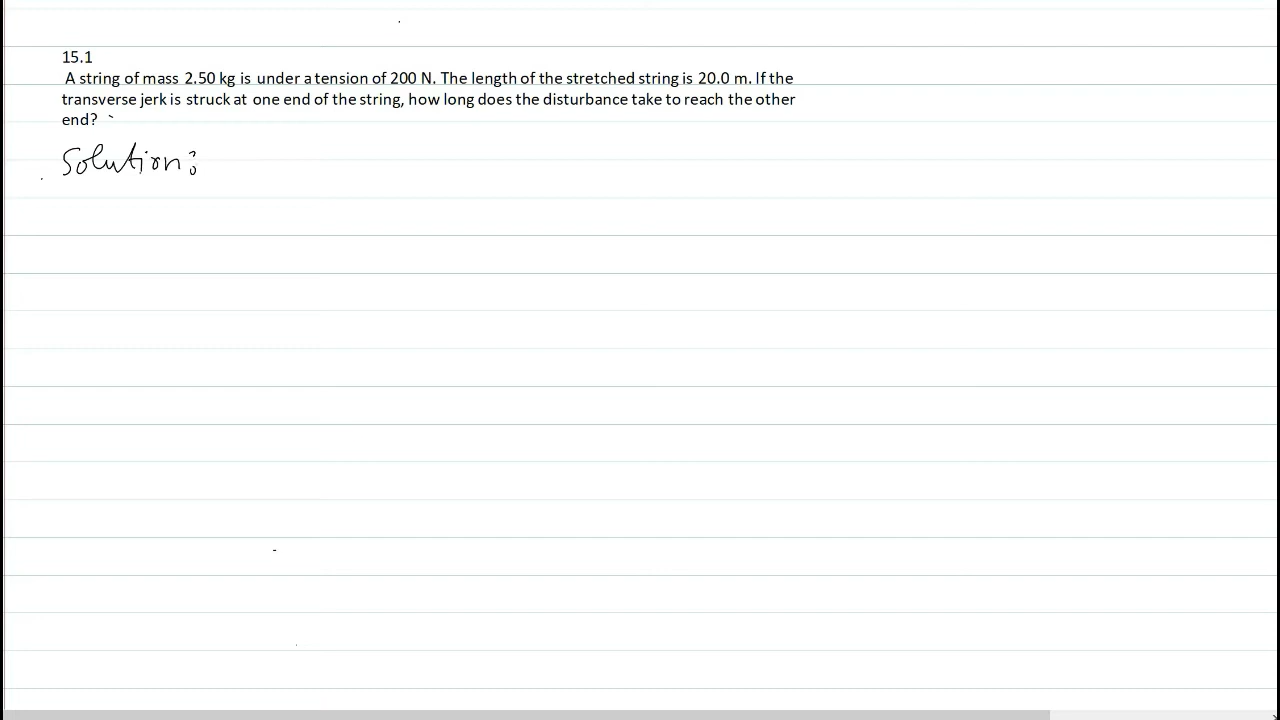 15.1
A string of mass 2.50 kg is under a tension of 200 N. The length of the stretched string is 20.0 m. If the
transverse jerk is struck at one end of the string, how long does the disturbance take to reach the other
end?
Solution: